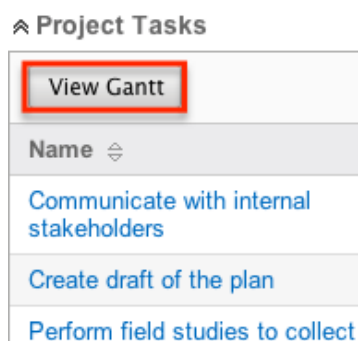 Project Tasks
View Gantt
Name
Communicate with internal
stakeholders
Create draft of the plan
Perform field studies to collect